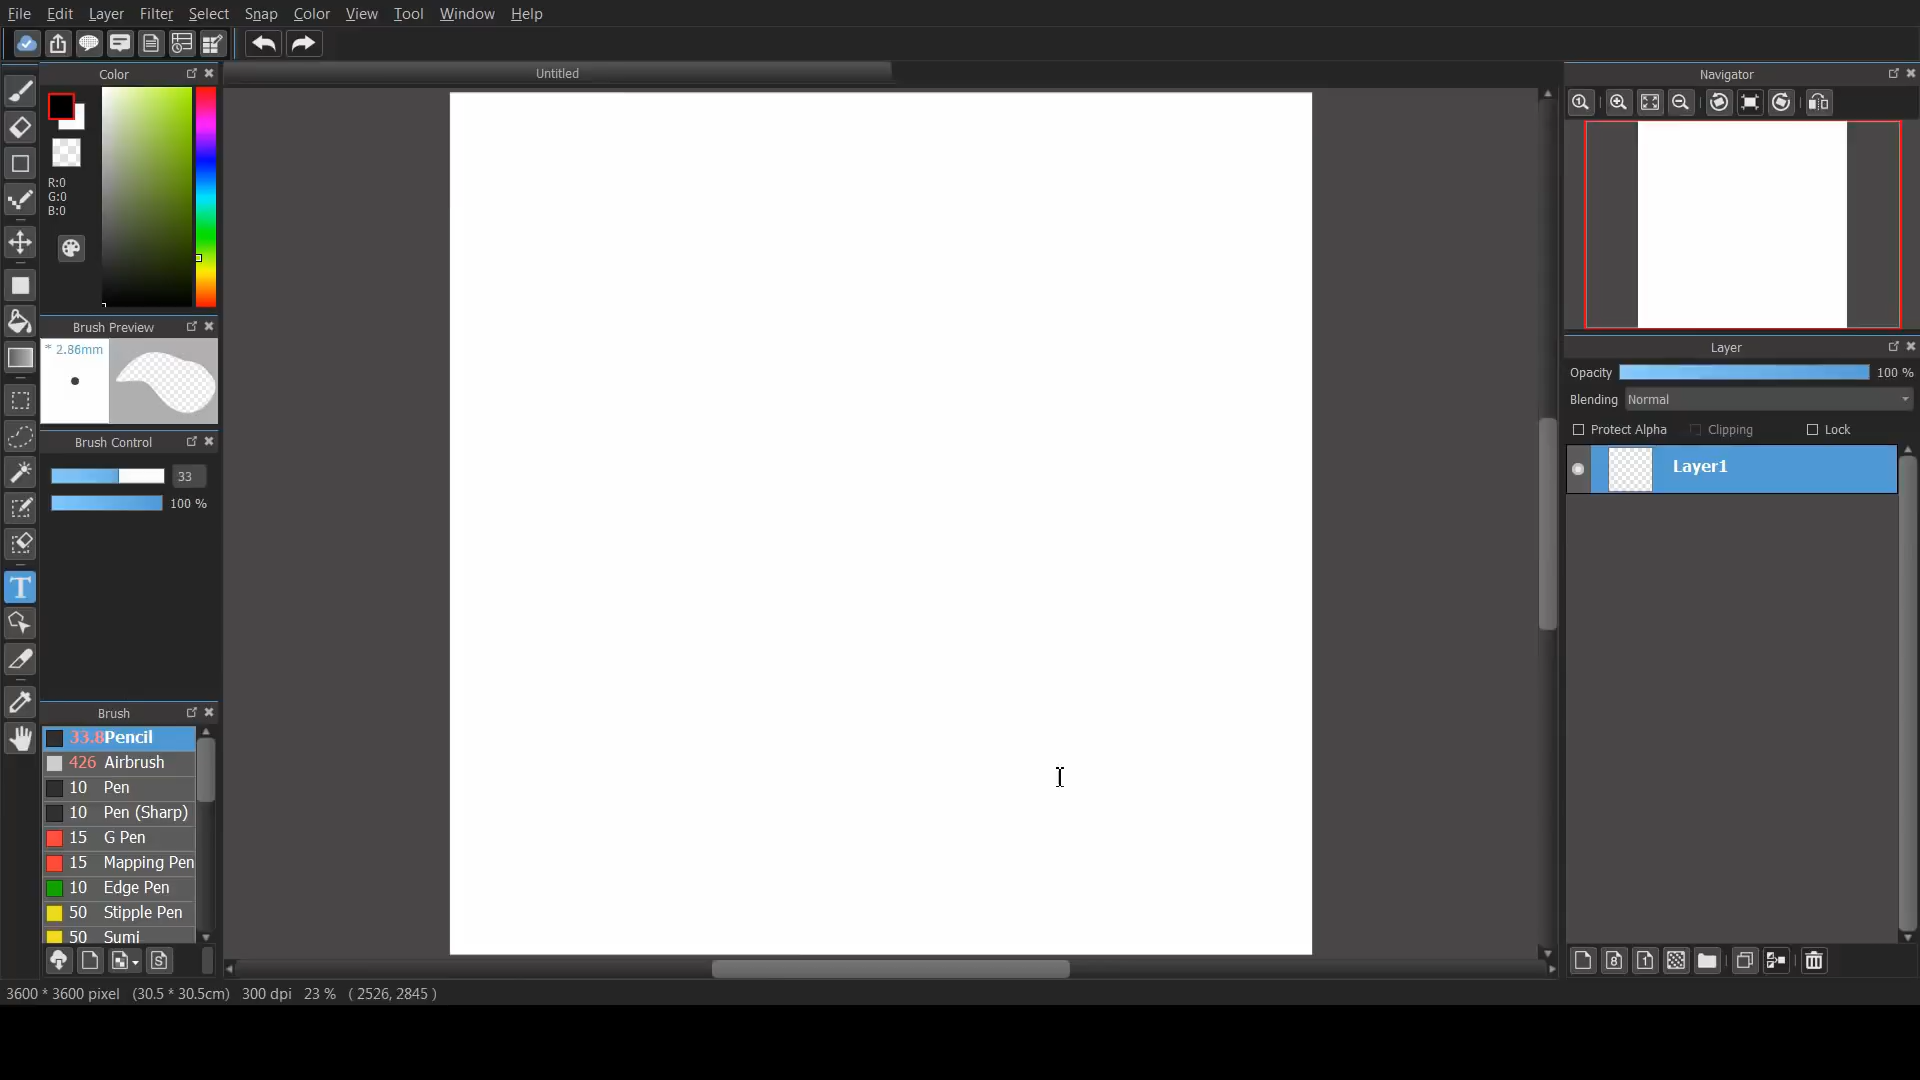 File Edit Layer Filter Select Snap Color View Tool Window Help
Color
Untitled
Navigator
R:0
G:0
B:0
Brush Preview
* 2.86mm
Brush Control
33
100 %
Layer
Opacity 100 %
Blending Normal
Protect Alpha Clipping Lock
Layer1
T
Brush
33.8 Pencil
426 Airbrush
10 Pen
10 Pen (Sharp)
15 G Pen
15 Mapping Pen
10 Edge Pen
50 Stipple Pen
50 Sumi
S
8
1
3600 * 3600 pixel (30.5 * 30.5cm) 300 dpi 23 % ( 2526, 2845 )